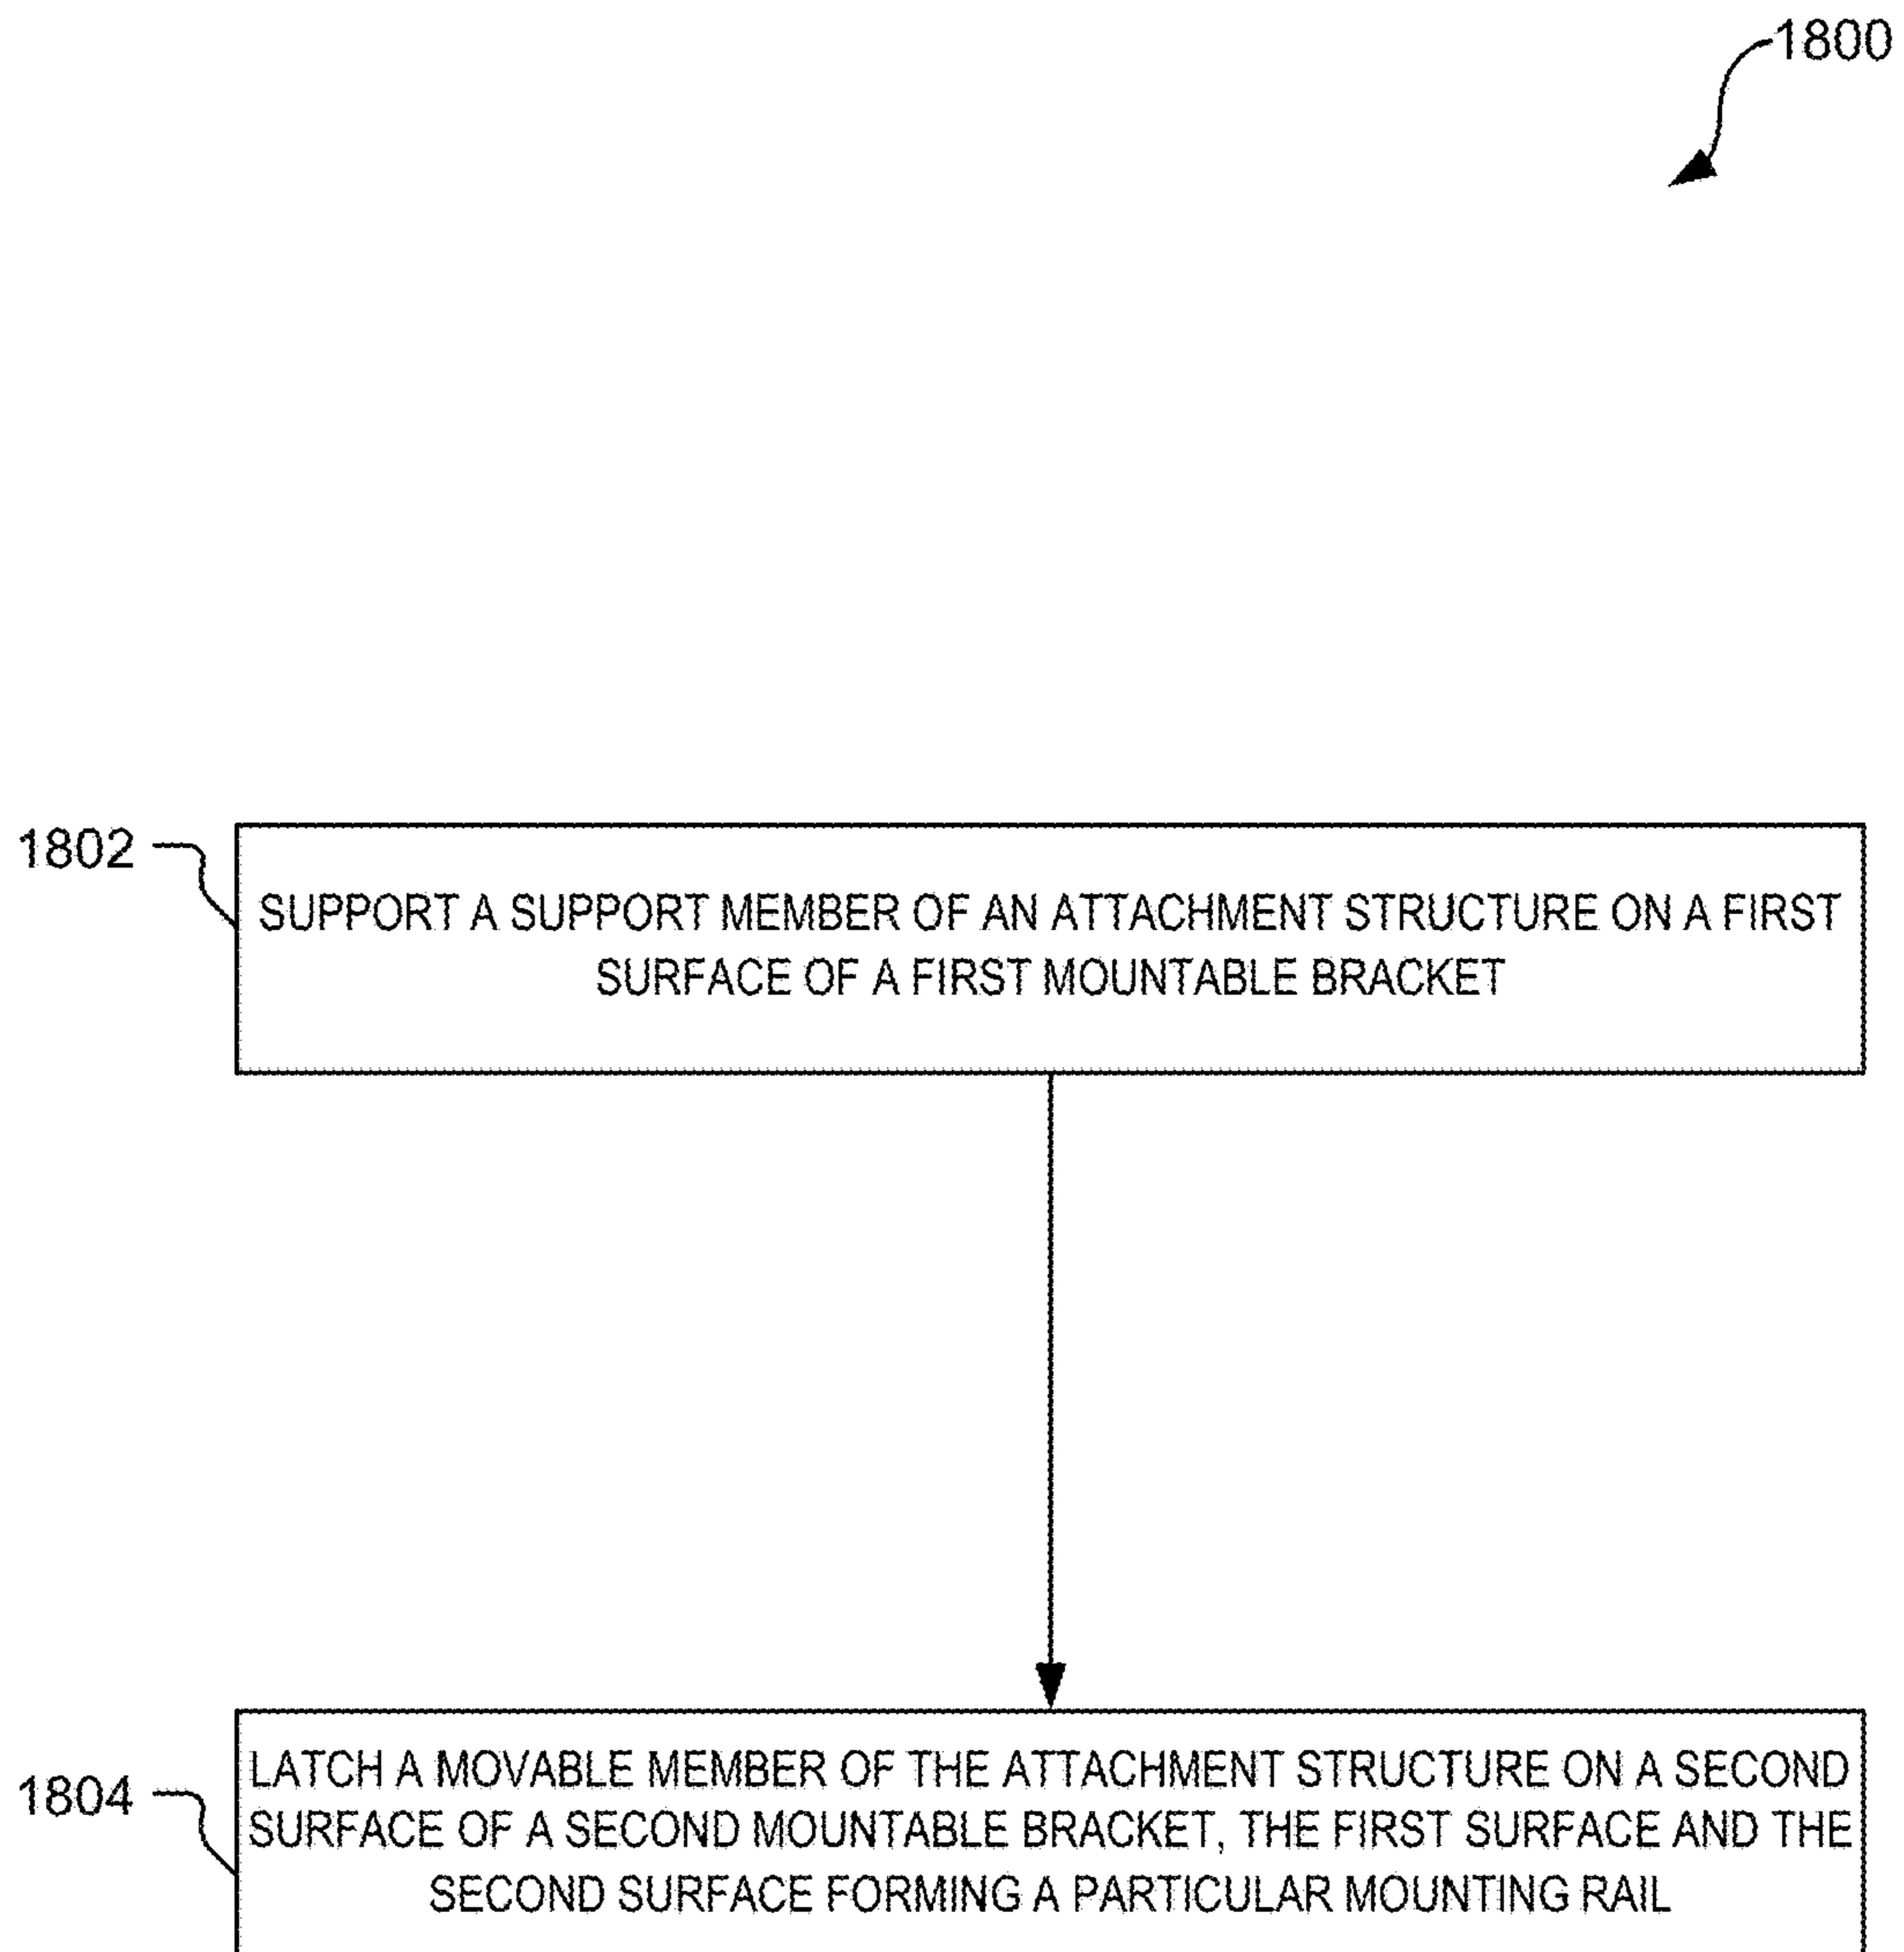 1800
1802
SUPPORT A SUPPORT MEMBER OF AN ATTACHMENT STRUCTURE ON A FIRST
SURFACE OF A FIRST MOUNTABLE BRACKET
1804
LATCH A MOVABLE MEMBER OF THE ATTACHMENT STRUCTURE ON A SECOND
SURFACE OF A SECOND MOUNTABLE BRACKET, THE FIRST SURFACE AND THE
SECOND SURFACE FORMING A PARTICULAR MOUNTING RAIL